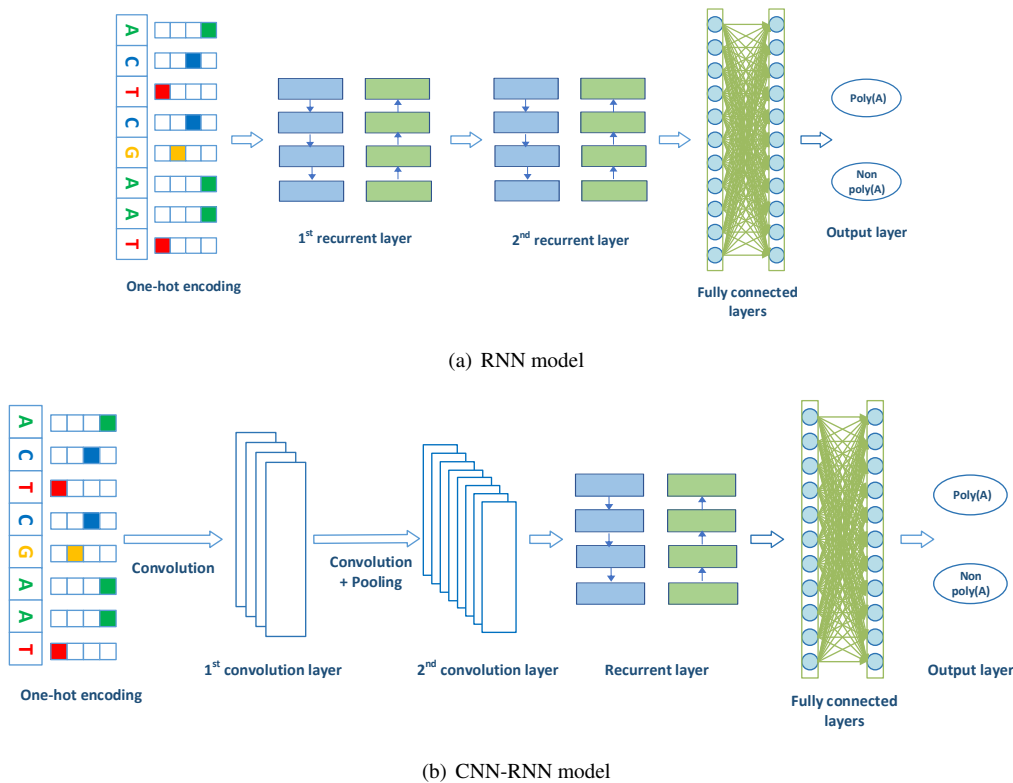 A
C
T
C
G
A
A
T
One-hot encoding
1st recurrent layer
2nd recurrent layer
Fully connected
layers
Poly(A)
Non
poly(A)
Output layer
(a) RNN model
A
C
T
C
G
A
A
T
One-hot encoding
Convolution
1st convolution layer
Convolution
+ Pooling
2nd convolution layer
Recurrent layer
Fully connected
layers
Poly(A)
Non
poly(A)
Output layer
(b) CNN-RNN model